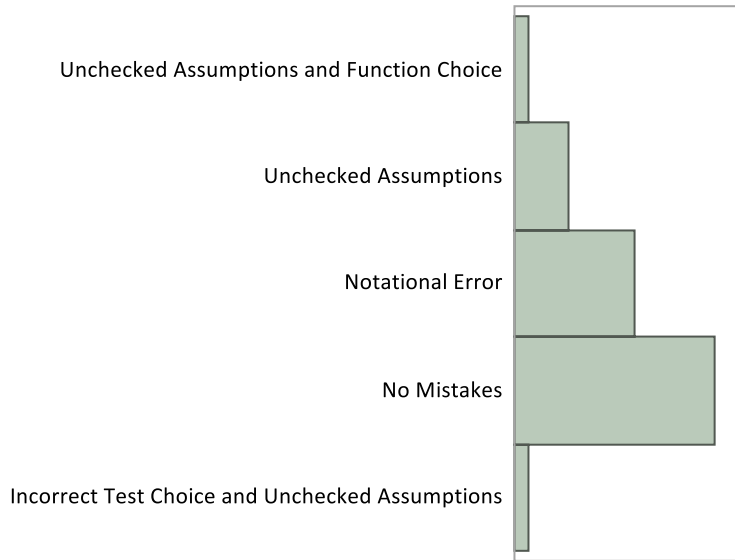 Unchecked Assumptions and Function Choice
Unchecked Assumptions
Notational Error
No Mistakes
Incorrect Test Choice and Unchecked Assumptions